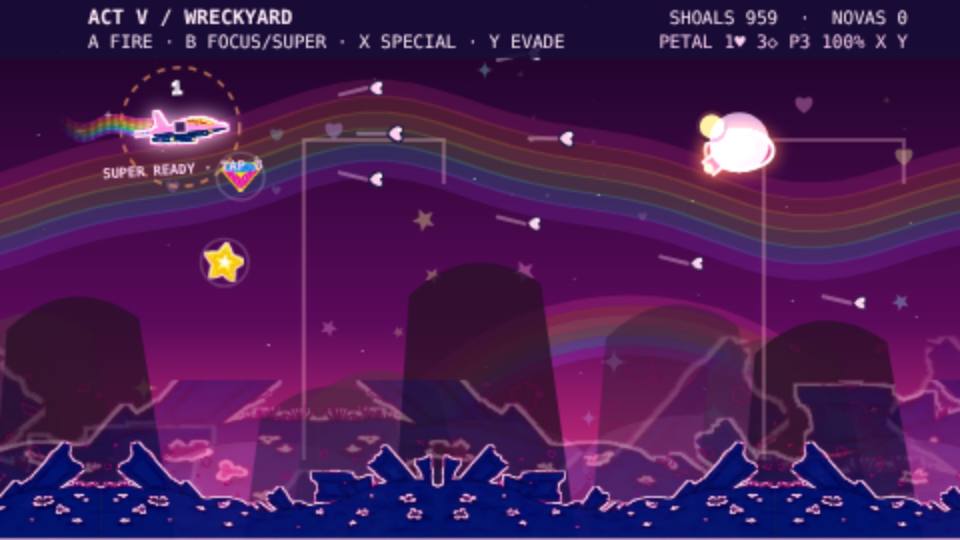 ACT V / WRECKYARD
SHOALS 959 · NOVAS 0
A FIRE · B FOCUS/SUPER · X SPECIAL · Y EVADE
PETAL 1♥ 3◇ P3 100% X Y
1
SUPER READY · TAP B